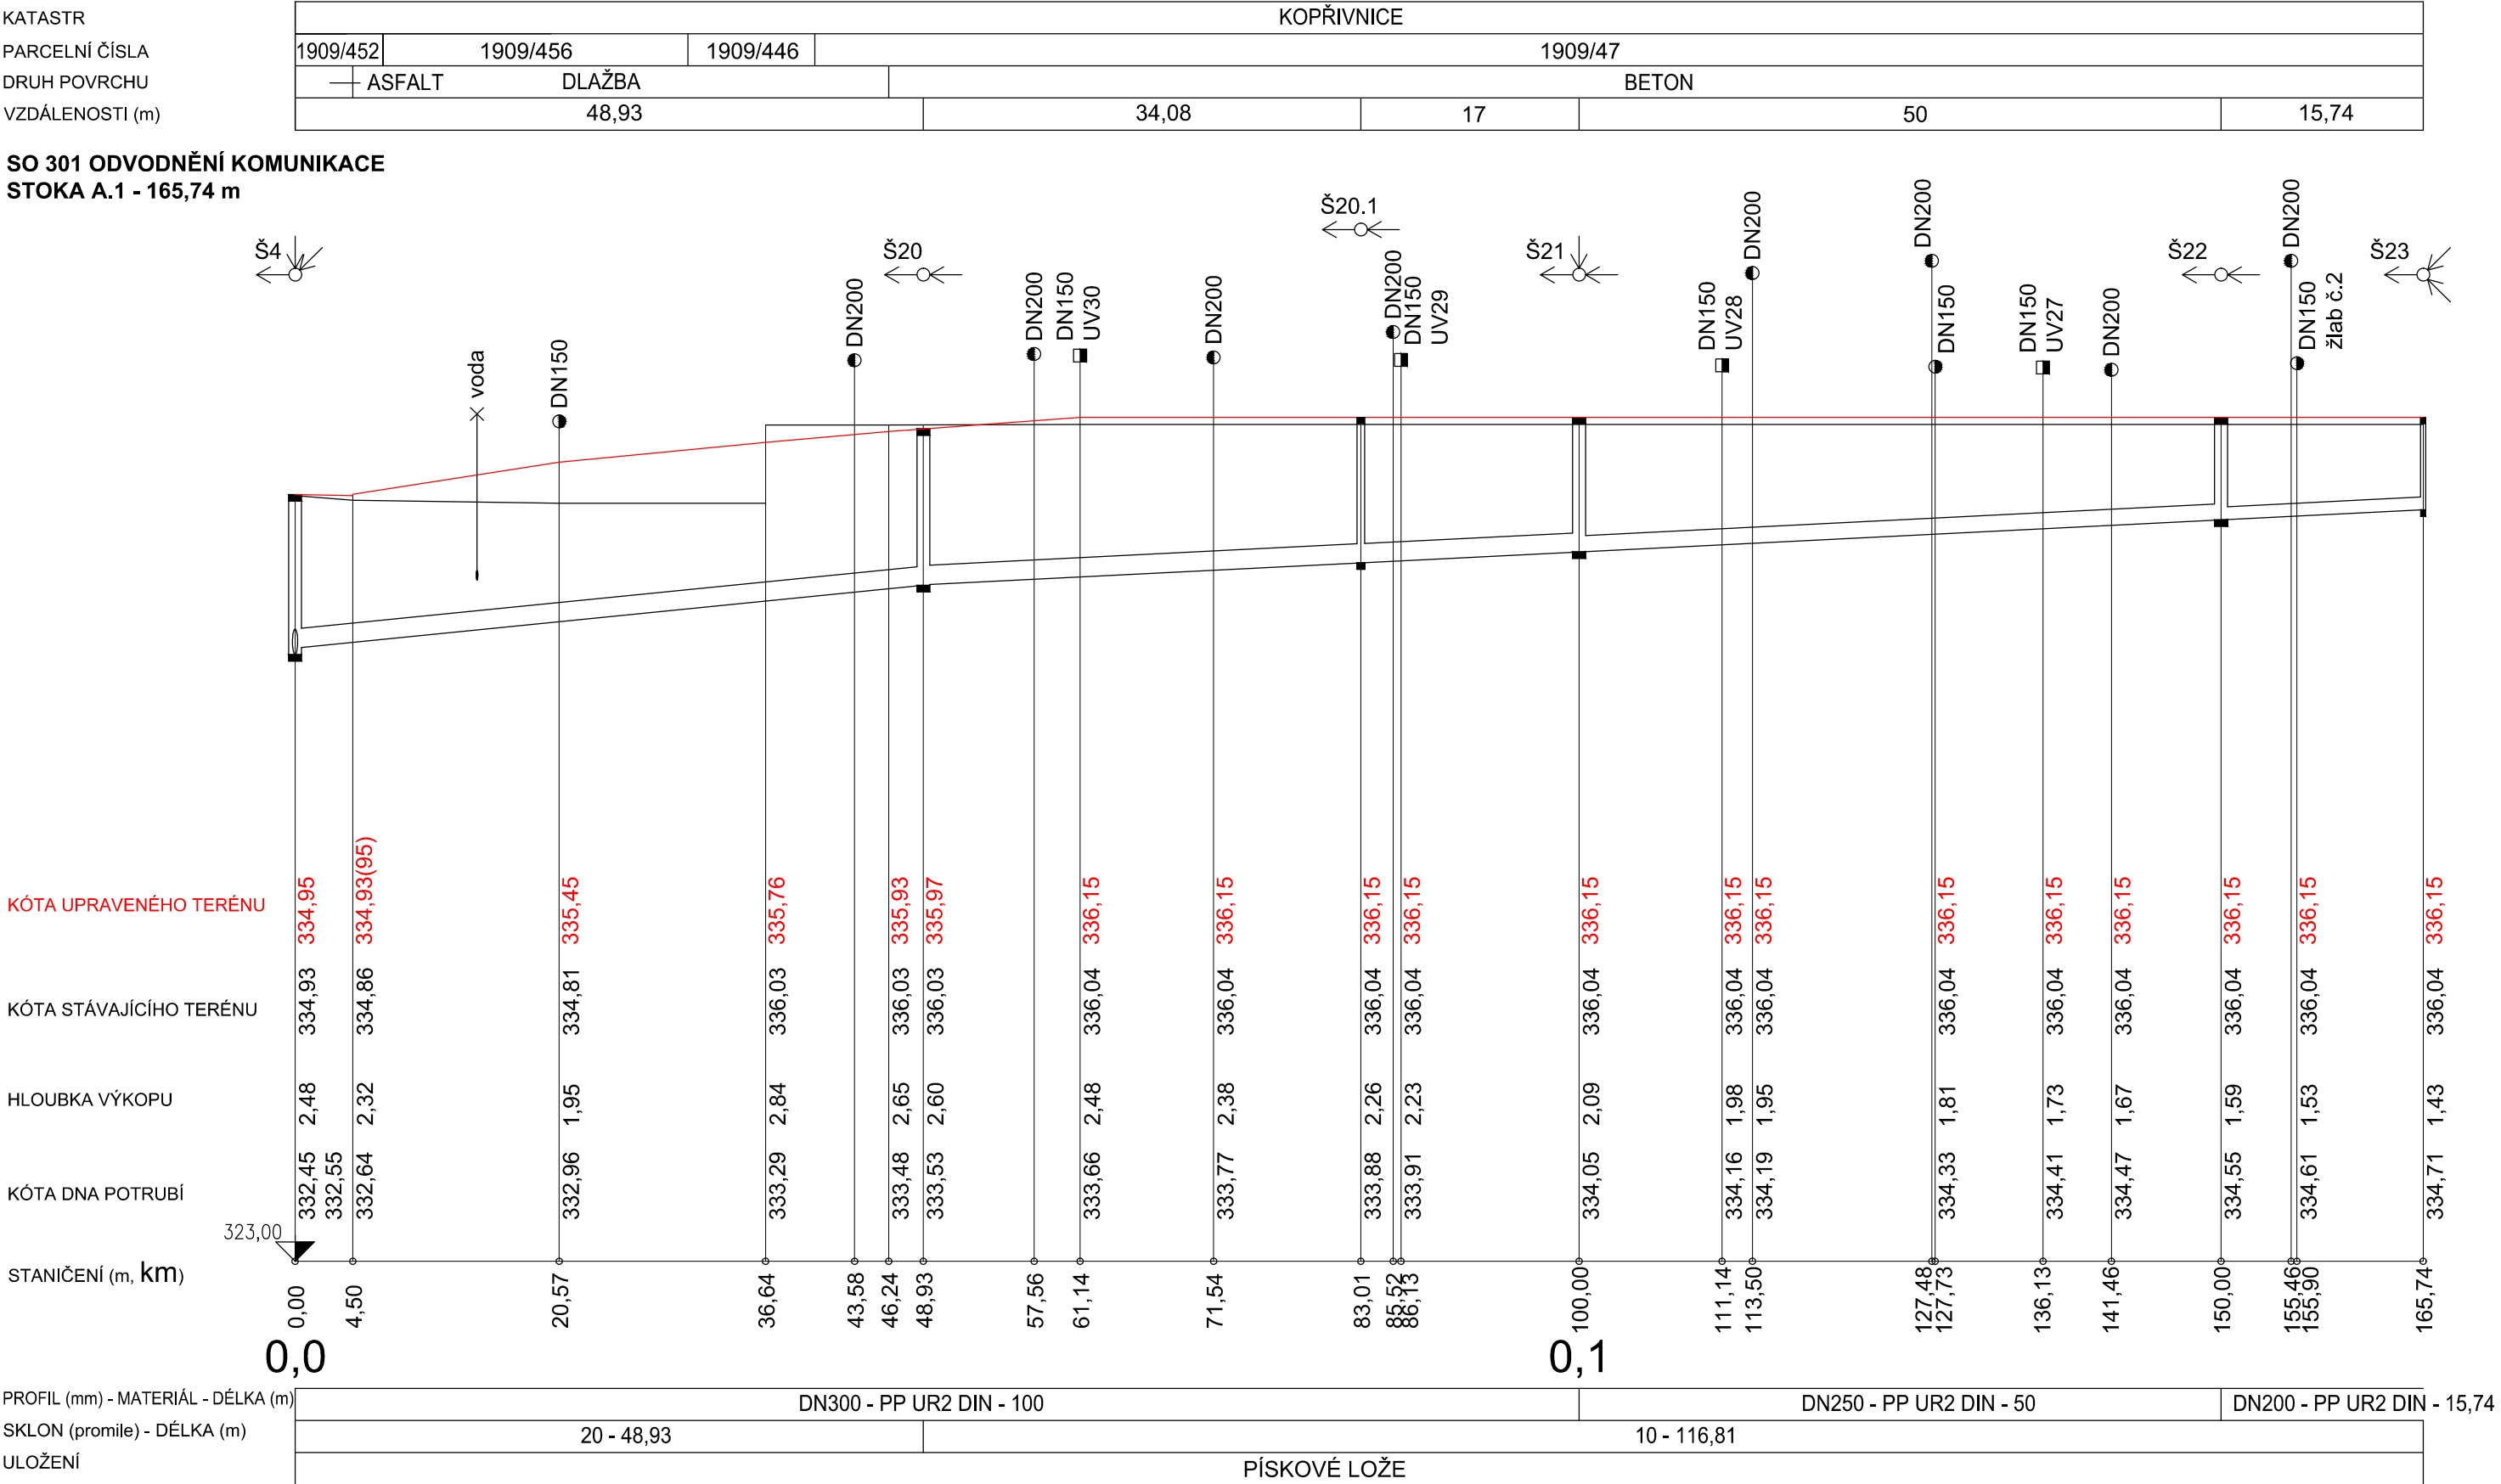 KATASTR KOPŘIVNICE
PARCELNÍ ČÍSLA 1909/452 1909/456 1909/446 1909/47
DRUH POVRCHU ASFALT DLAŽBA BETON
VZDÁLENOSTI (m) 48,93 34,08 17 50 15,74
SO 301 ODVODNĚNÍ KOMUNIKACE
STOKA A.1 - 165,74 m
Š4 Š20 Š20.1 Š21 Š22 Š23
voda
DN150
DN200
DN200
DN150
UV30
DN200
DN200
DN150
UV29
DN150
UV28
DN200
DN200
DN150
DN150
UV27
DN200
DN200
DN150
žlab č.2
KÓTA UPRAVENÉHO TERÉNU 334,95 334,93(95) 335,45 335,76 335,93 335,97 336,15 336,15 336,15 336,15 336,15 336,15 336,15 336,15 336,15 336,15 336,15 336,15 336,15
KÓTA STÁVAJÍCÍHO TERÉNU 334,93 334,86 334,81 336,03 336,03 336,03 336,04 336,04 336,04 336,04 336,04 336,04 336,04 336,04 336,04 336,04 336,04 336,04 336,04
HLOUBKA VÝKOPU 2,48 2,32 1,95 2,84 2,65 2,60 2,48 2,38 2,26 2,23 2,09 1,98 1,95 1,81 1,73 1,67 1,59 1,53 1,43
KÓTA DNA POTRUBÍ 332,45 332,55 332,64 332,96 333,29 333,48 333,53 333,66 333,77 333,88 333,91 334,05 334,16 334,19 334,33 334,41 334,47 334,55 334,61 334,71
323,00
STANIČENÍ (m, km) 0,00 4,50 20,57 36,64 43,58 46,24 48,93 57,56 61,14 71,54 83,01 85,52 86,13 100,00 111,14 113,50 127,48 127,73 136,13 141,46 150,00 155,46 155,90 165,74
0,0 0,1
PROFIL (mm) - MATERIÁL - DÉLKA (m) DN300 - PP UR2 DIN - 100 DN250 - PP UR2 DIN - 50 DN200 - PP UR2 DIN - 15,74
SKLON (promile) - DÉLKA (m) 20 - 48,93 10 - 116,81
ULOŽENÍ PÍSKOVÉ LOŽE